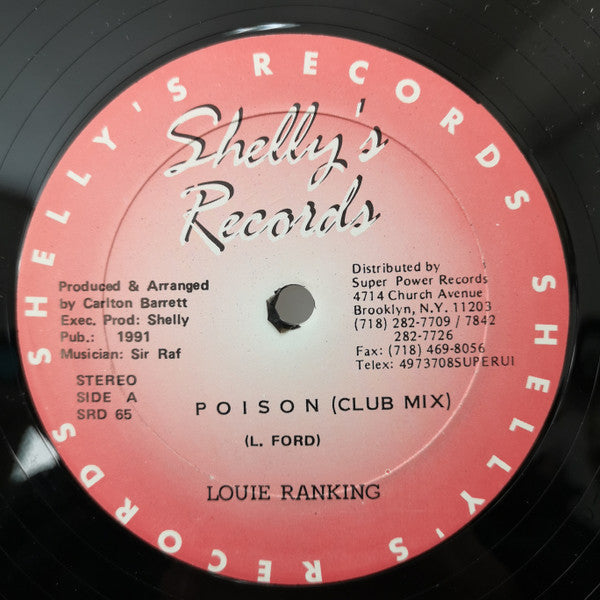 SHELLY'S RECORDS SHELLY'S RECORDS
Shelly's
Records
Produced & Arranged
by Carlton Barrett
Exec. Prod: Shelly
Pub.: 1991
Musician: Sir Raf
Distributed by
Super Power Records
4714 Church Avenue
Brooklyn, N.Y. 11203
(718) 282-7709 / 7842
282-7726
Fax: (718) 469-8056
Telex: 4973708SUPERUI
STEREO
SIDE A
SRD 65
POISON (CLUB MIX)
(L. FORD)
LOUIE RANKING